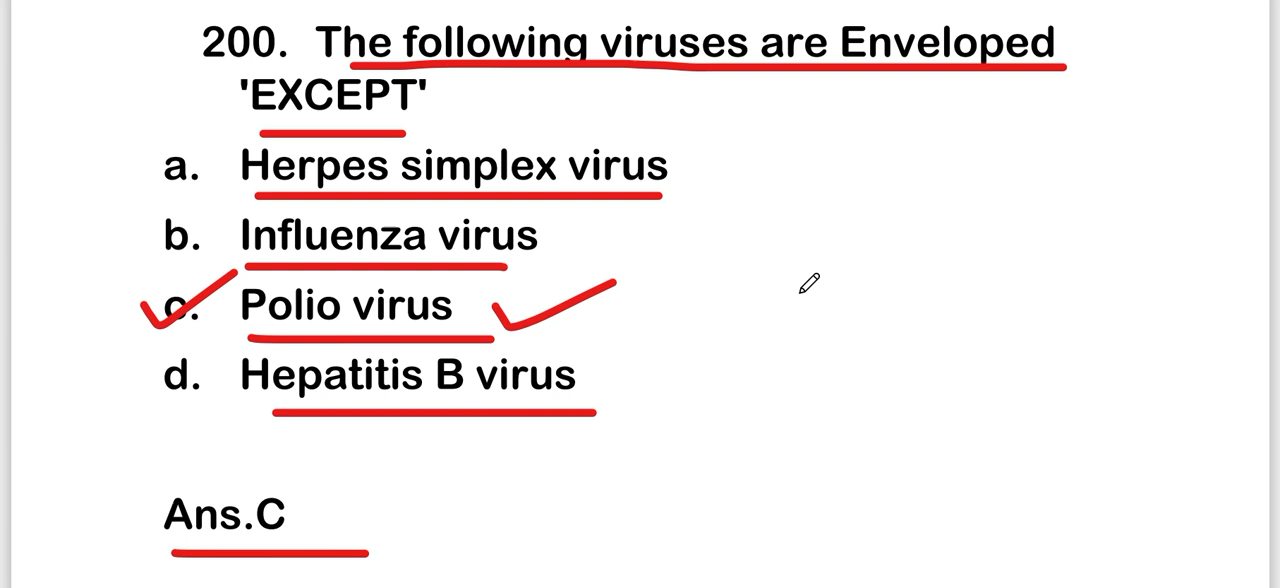 200. The following viruses are Enveloped
'EXCEPT'
a. Herpes simplex virus
b. Influenza virus
c. Polio virus
d. Hepatitis B virus
Ans.C